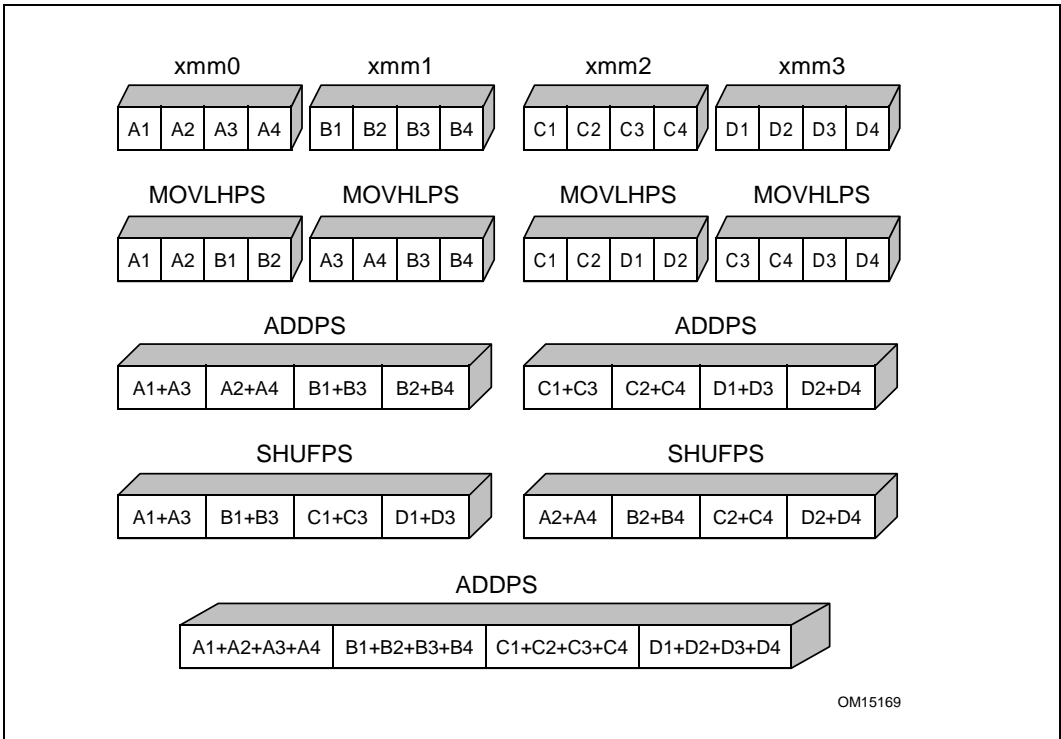 xmm0 xmm1 xmm2 xmm3
A1 A2 A3 A4 B1 B2 B3 B4 C1 C2 C3 C4 D1 D2 D3 D4
MOVLHPS MOVHLPS MOVLHPS MOVHLPS
A1 A2 B1 B2 A3 A4 B3 B4 C1 C2 D1 D2 C3 C4 D3 D4
ADDPS ADDPS
A1+A3 A2+A4 B1+B3 B2+B4 C1+C3 C2+C4 D1+D3 D2+D4
SHUFPS SHUFPS
A1+A3 B1+B3 C1+C3 D1+D3 A2+A4 B2+B4 C2+C4 D2+D4
ADDPS
A1+A2+A3+A4 B1+B2+B3+B4 C1+C2+C3+C4 D1+D2+D3+D4
OM15169